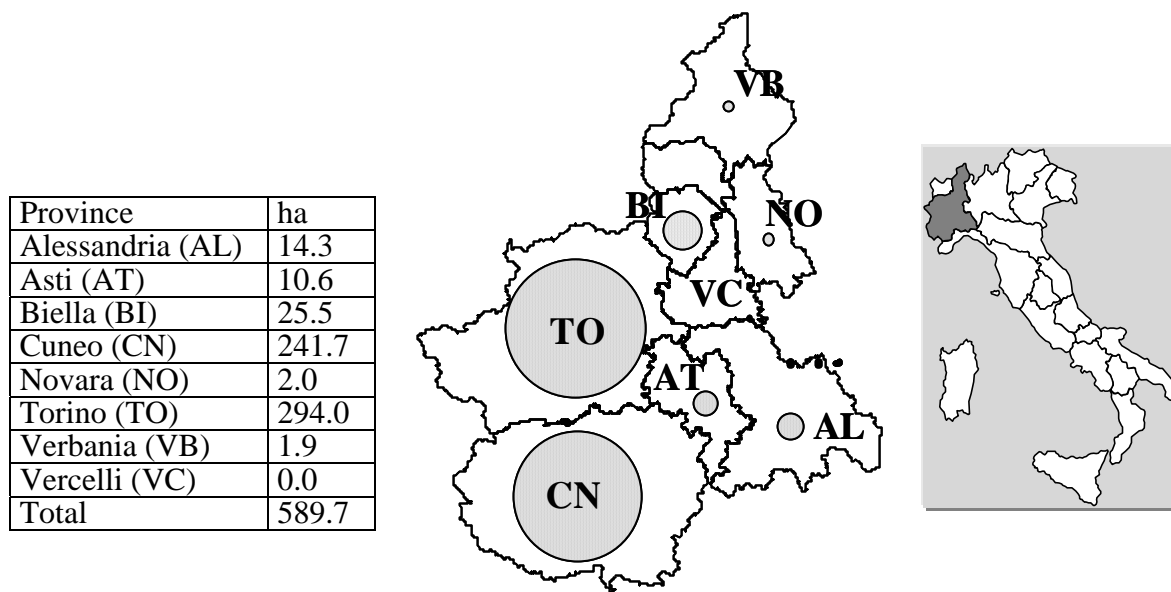 Province ha
Alessandria (AL) 14.3
Asti (AT) 10.6
Biella (BI) 25.5
Cuneo (CN) 241.7
Novara (NO) 2.0
Torino (TO) 294.0
Verbania (VB) 1.9
Vercelli (VC) 0.0
Total 589.7
VB
BI
NO
VC
TO
AT
AL
CN